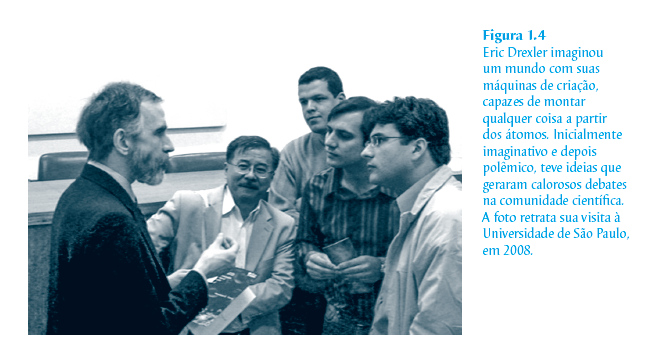 Figura 1.4
Eric Drexler imaginou
um mundo com suas
máquinas de criação,
capazes de montar
qualquer coisa a partir
dos átomos. Inicialmente
imaginativo e depois
polêmico, teve ideias que
geraram calorosos debates
na comunidade científica.
A foto retrata sua visita à
Universidade de São Paulo,
em 2008.